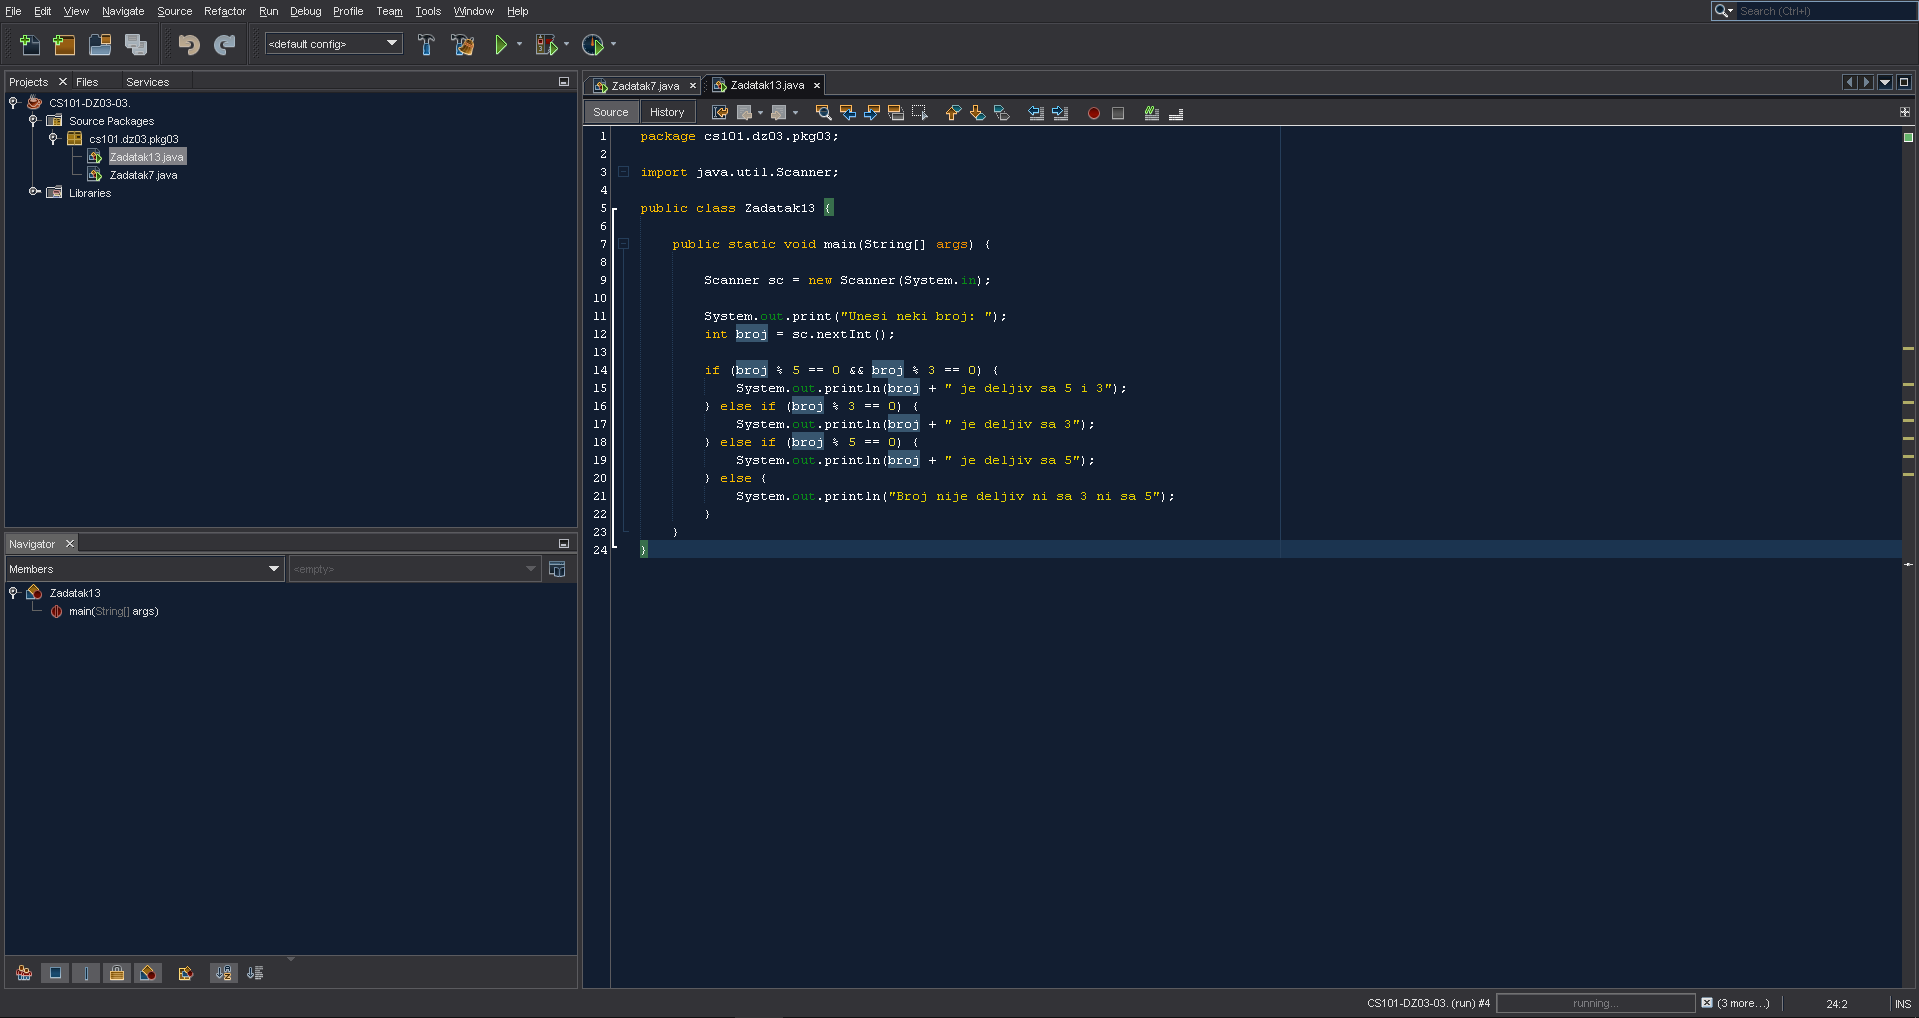 File Edit View Navigate Source Refactor Run Debug Profile Team Tools Window Help
Search (Ctrl+I)
<default config>
Projects Files Services
CS101-DZ03-03.
Source Packages
cs101.dz03.pkg03
Zadatak13.java
Zadatak7.java
Libraries
Navigator
Members <empty>
Zadatak13
main(String[] args)
Zadatak7.java Zadatak13.java
Source History
1 package cs101.dz03.pkg03;
2
3 import java.util.Scanner;
4
5 public class Zadatak13 {
6
7 public static void main(String[] args) {
8
9 Scanner sc = new Scanner(System.in);
10
11 System.out.print("Unesi neki broj: ");
12 int broj = sc.nextInt();
13
14 if (broj % 5 == 0 && broj % 3 == 0) {
15 System.out.println(broj + " je deljiv sa 5 i 3");
16 } else if (broj % 3 == 0) {
17 System.out.println(broj + " je deljiv sa 3");
18 } else if (broj % 5 == 0) {
19 System.out.println(broj + " je deljiv sa 5");
20 } else {
21 System.out.println("Broj nije deljiv ni sa 3 ni sa 5");
22 }
23 }
24 }
CS101-DZ03-03. (run) #4 running... (3 more...) 24:2 INS